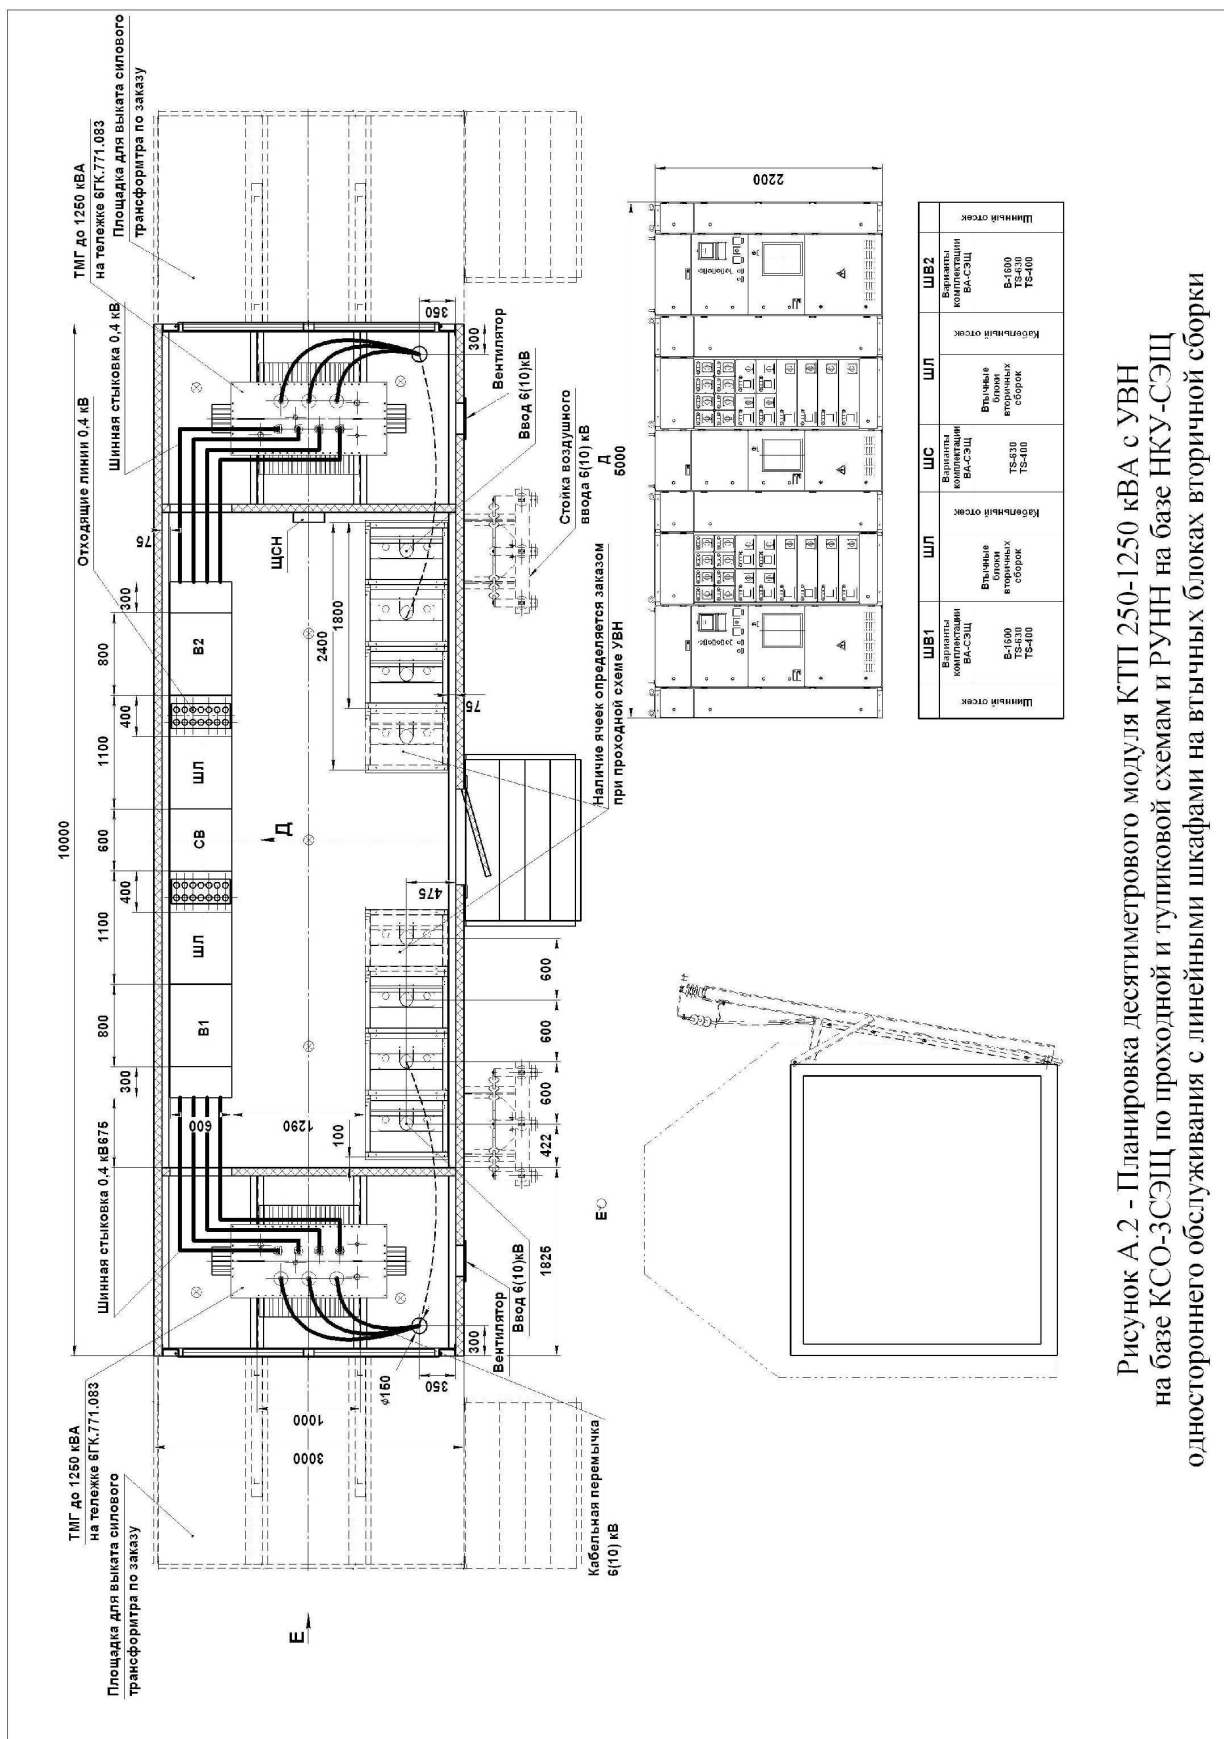 Площадка для выката силового
трансформтра по заказу
ТМГ до 1250 кВА
на тележке 6ГК.771.083
Шинная стыковка 0,4 кВ
675
10000
300
800
1100
400
600
1100
400
800
300
75
Отходящие линии 0,4 кВ
Шинная стыковка 0,4 кВ
ТМГ до 1250 кВА
на тележке 6ГК.771.083
Площадка для выката силового
трансформтра по заказу
В1
ШЛ
СВ
ШЛ
В2
600
1290
100
Д
ЩСН
2400
1800
75
475
3000
1000
⌀150
350
300
350
300
Е
Вентилятор
Ввод 6(10)кВ
1825
422
600
600
600
Кабельная перемычка
6(10) кВ
Наличие ячеек определяется заказом
при проходной схеме УВН
Стойка воздушного
ввода 6(10) кВ
Ввод 6(10)кВ
Вентилятор
Е
Д
5000
2200
Шинный отсек
ШВ1
Варианты
комплектации
ВА-СЭЩ
В-1600
TS-630
TS-400
ШЛ
Втычные
блоки
вторичных
сборок
Кабельный отсек
ШС
Варианты
комплектации
ВА-СЭЩ
TS-630
TS-400
ШЛ
Втычные
блоки
вторичных
сборок
Кабельный отсек
ШВ2
Варианты
комплектации
ВА-СЭЩ
В-1600
TS-630
TS-400
Шинный отсек
Рисунок А.2 - Планировка десятиметрового модуля КТП 250-1250 кВА с УВН
на базе КСО-3СЭЩ по проходной и тупиковой схемам и РУНН на базе НКУ-СЭЩ
одностороннего обслуживания с линейными шкафами на втычных блоках вторичной сборки